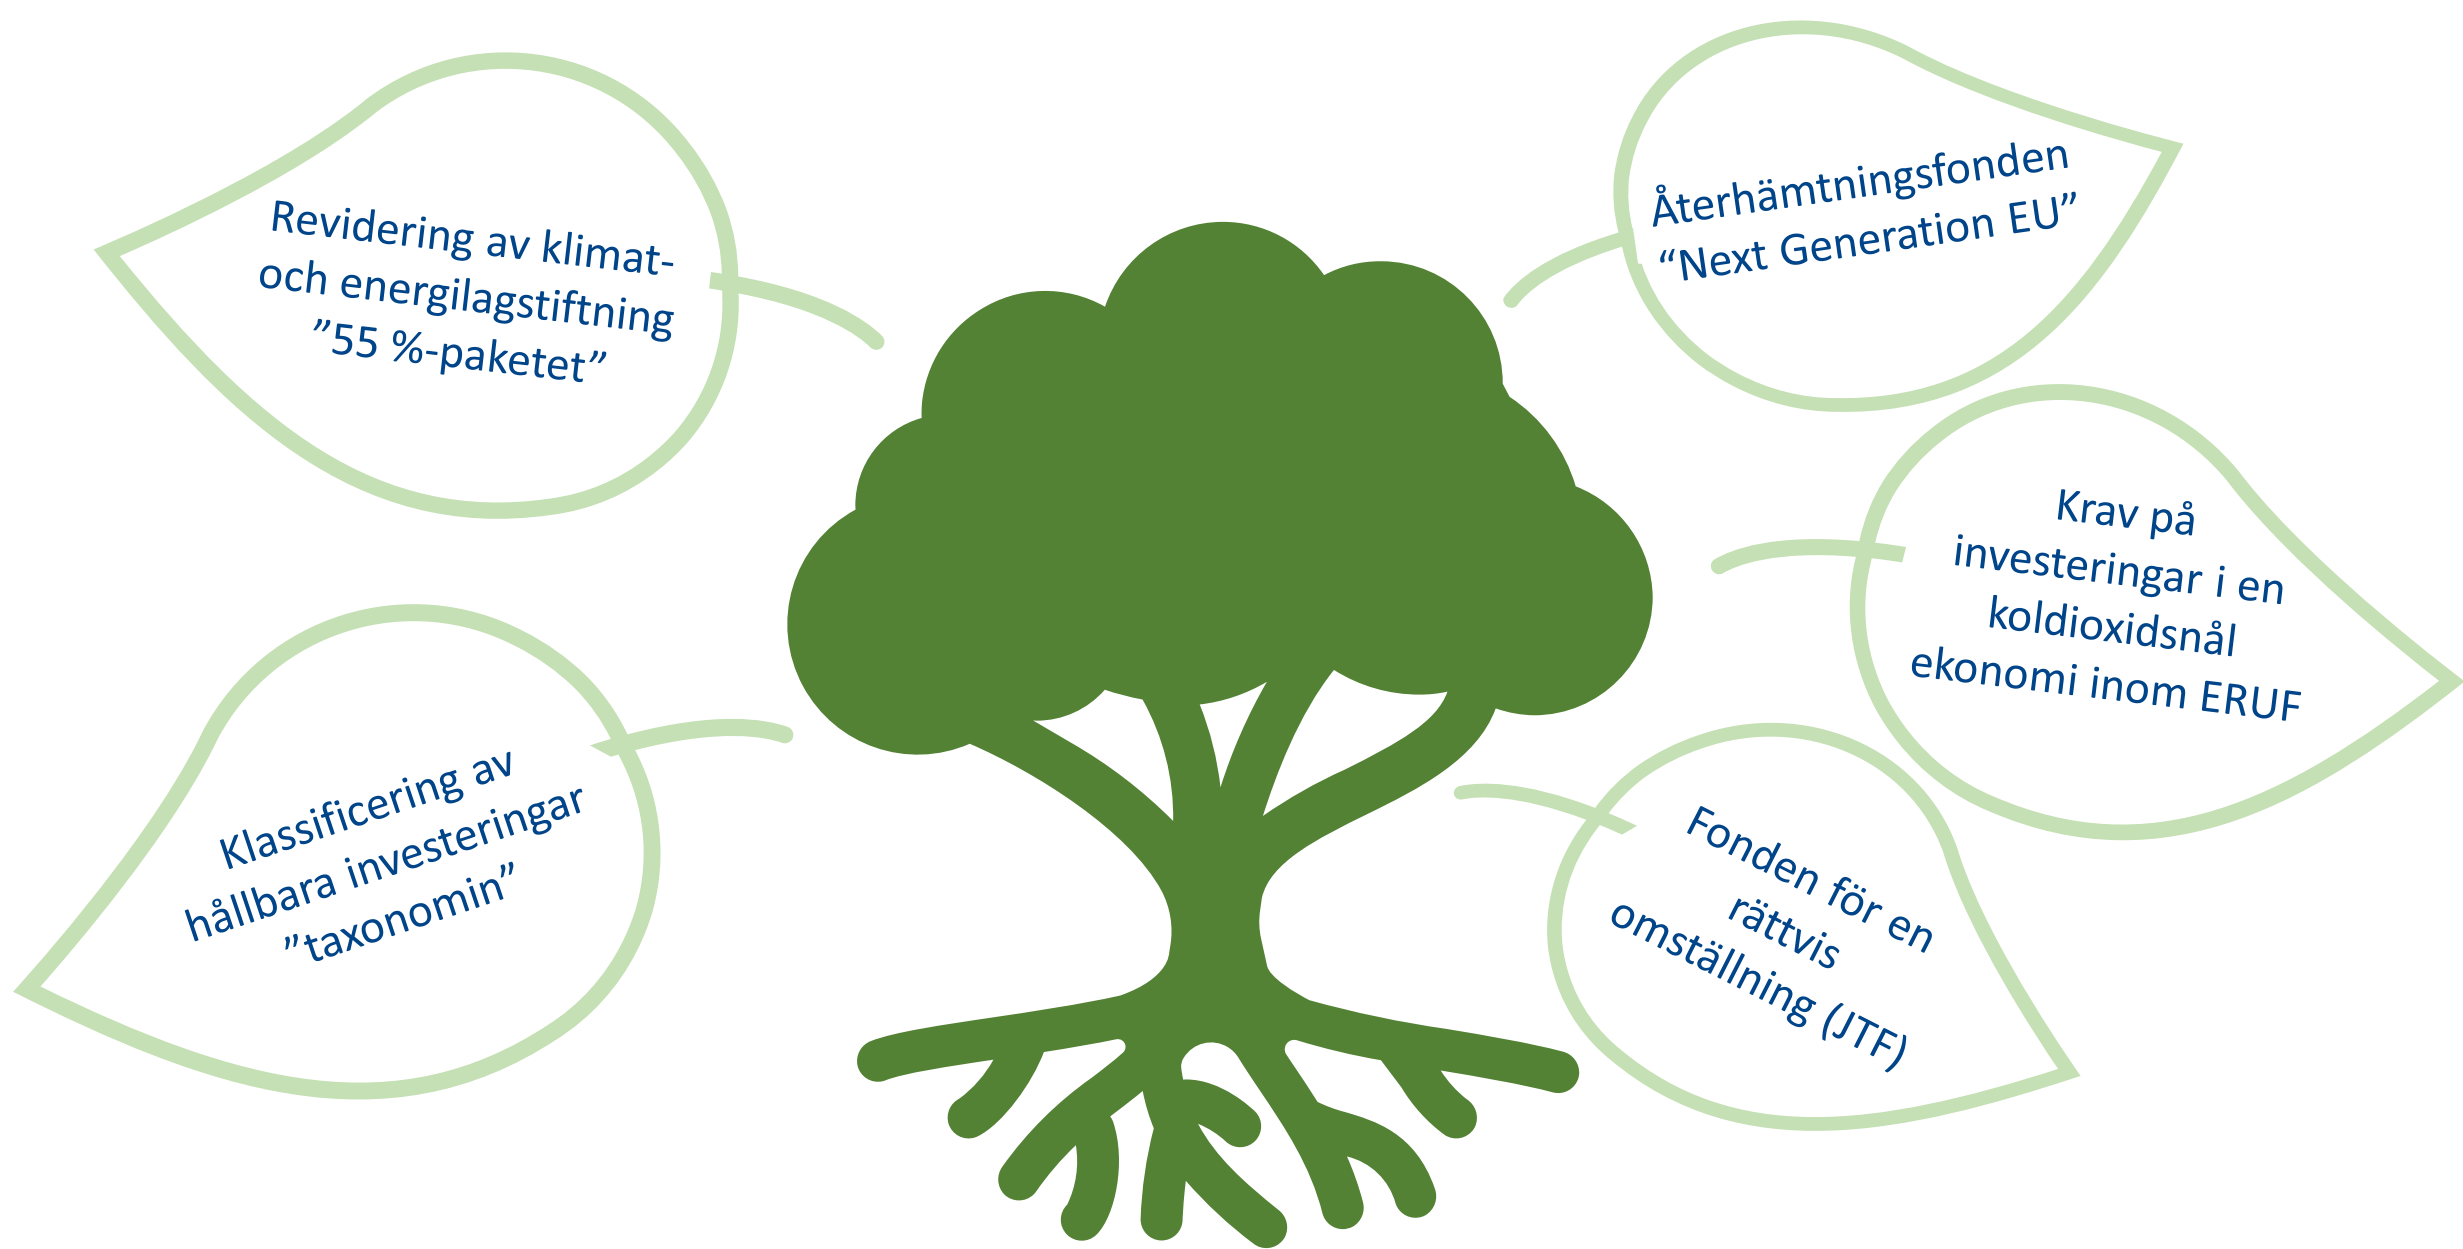 Revidering av klimat-
och energilagstiftning
”55 %-paketet”
Klassificering av
hållbara investeringar
”taxonomin”
Återhämtningsfonden
“Next Generation EU”
Krav på
investeringar i en
koldioxidsnål
ekonomi inom ERUF
Fonden för en
rättvis
omställning (JTF)